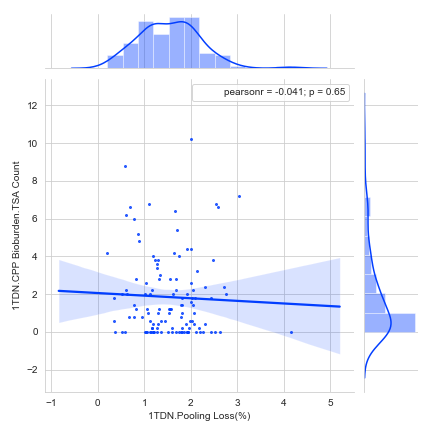 pearsonr = -0.041; p = 0.65
12
10
8
6
4
2
0
−2
1TDN.CPP Bioburden.TSA Count
−1 0 1 2 3 4 5
1TDN.Pooling Loss(%)